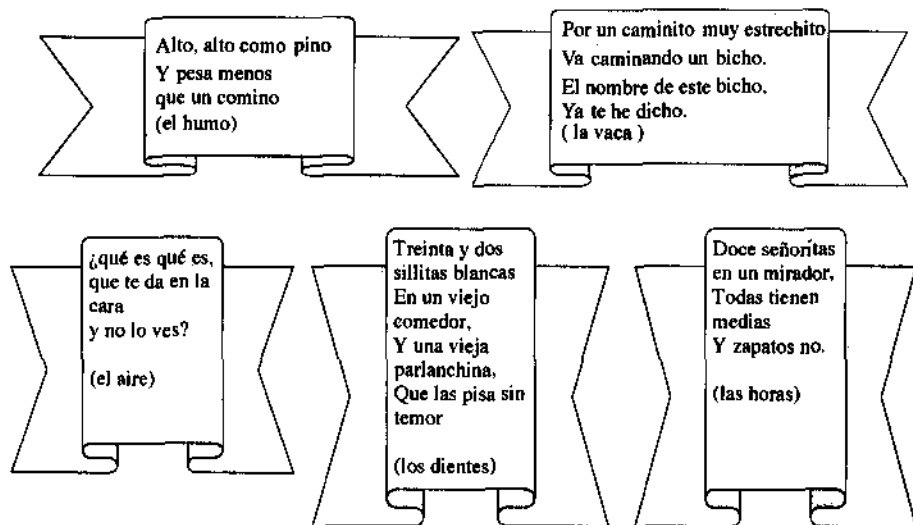 Alto, alto como pino
Y pesa menos
que un comino
(el humo)
Por un caminito muy estrechito
Va caminando un bicho.
El nombre de este bicho.
Ya te he dicho.
( la vaca )
¿qué es qué es,
que te da en la
cara
y no lo ves?
(el aire)
Treinta y dos
sillitas blancas
En un viejo
comedor,
Y una vieja
parlanchina,
Que las pisa sin
temor
(los dientes)
Doce señoritas
en un mirador,
Todas tienen
medias
Y zapatos no.
(las horas)